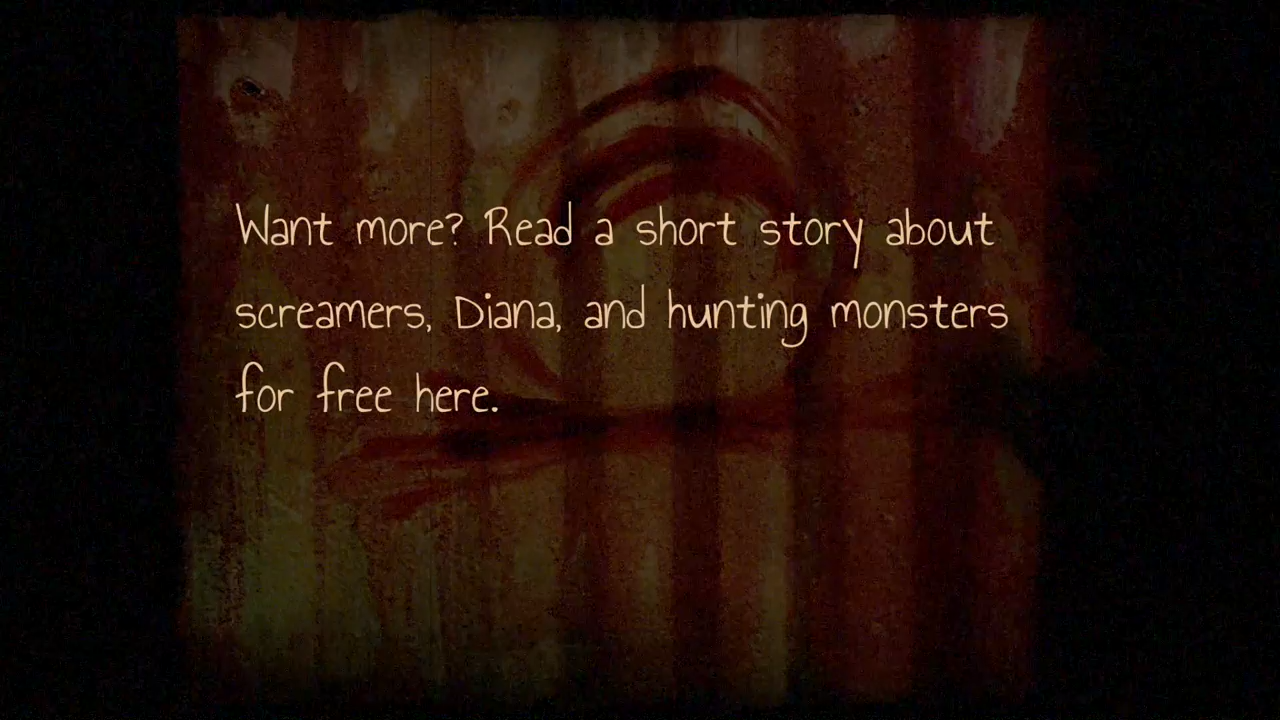 Want more? Read a short story about
screamers, Diana, and hunting monsters
for free here.